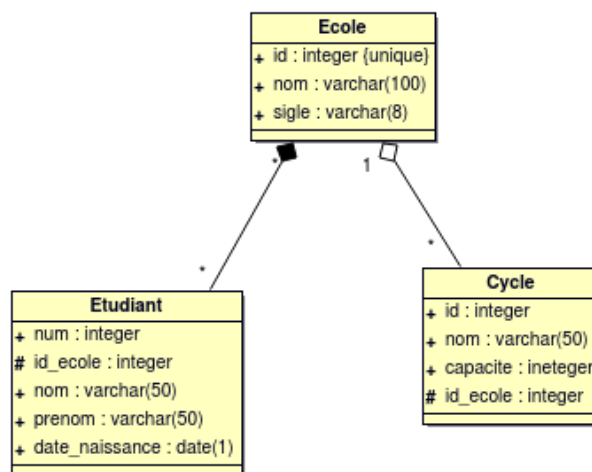 Ecole
+ id : integer {unique}
+ nom : varchar(100)
+ sigle : varchar(8)
*
1
*
*
Etudiant
+ num : integer
# id_ecole : integer
+ nom : varchar(50)
+ prenom : varchar(50)
+ date_naissance : date(1)
Cycle
+ id : integer
+ nom : varchar(50)
+ capacite : ineteger
# id_ecole : integer